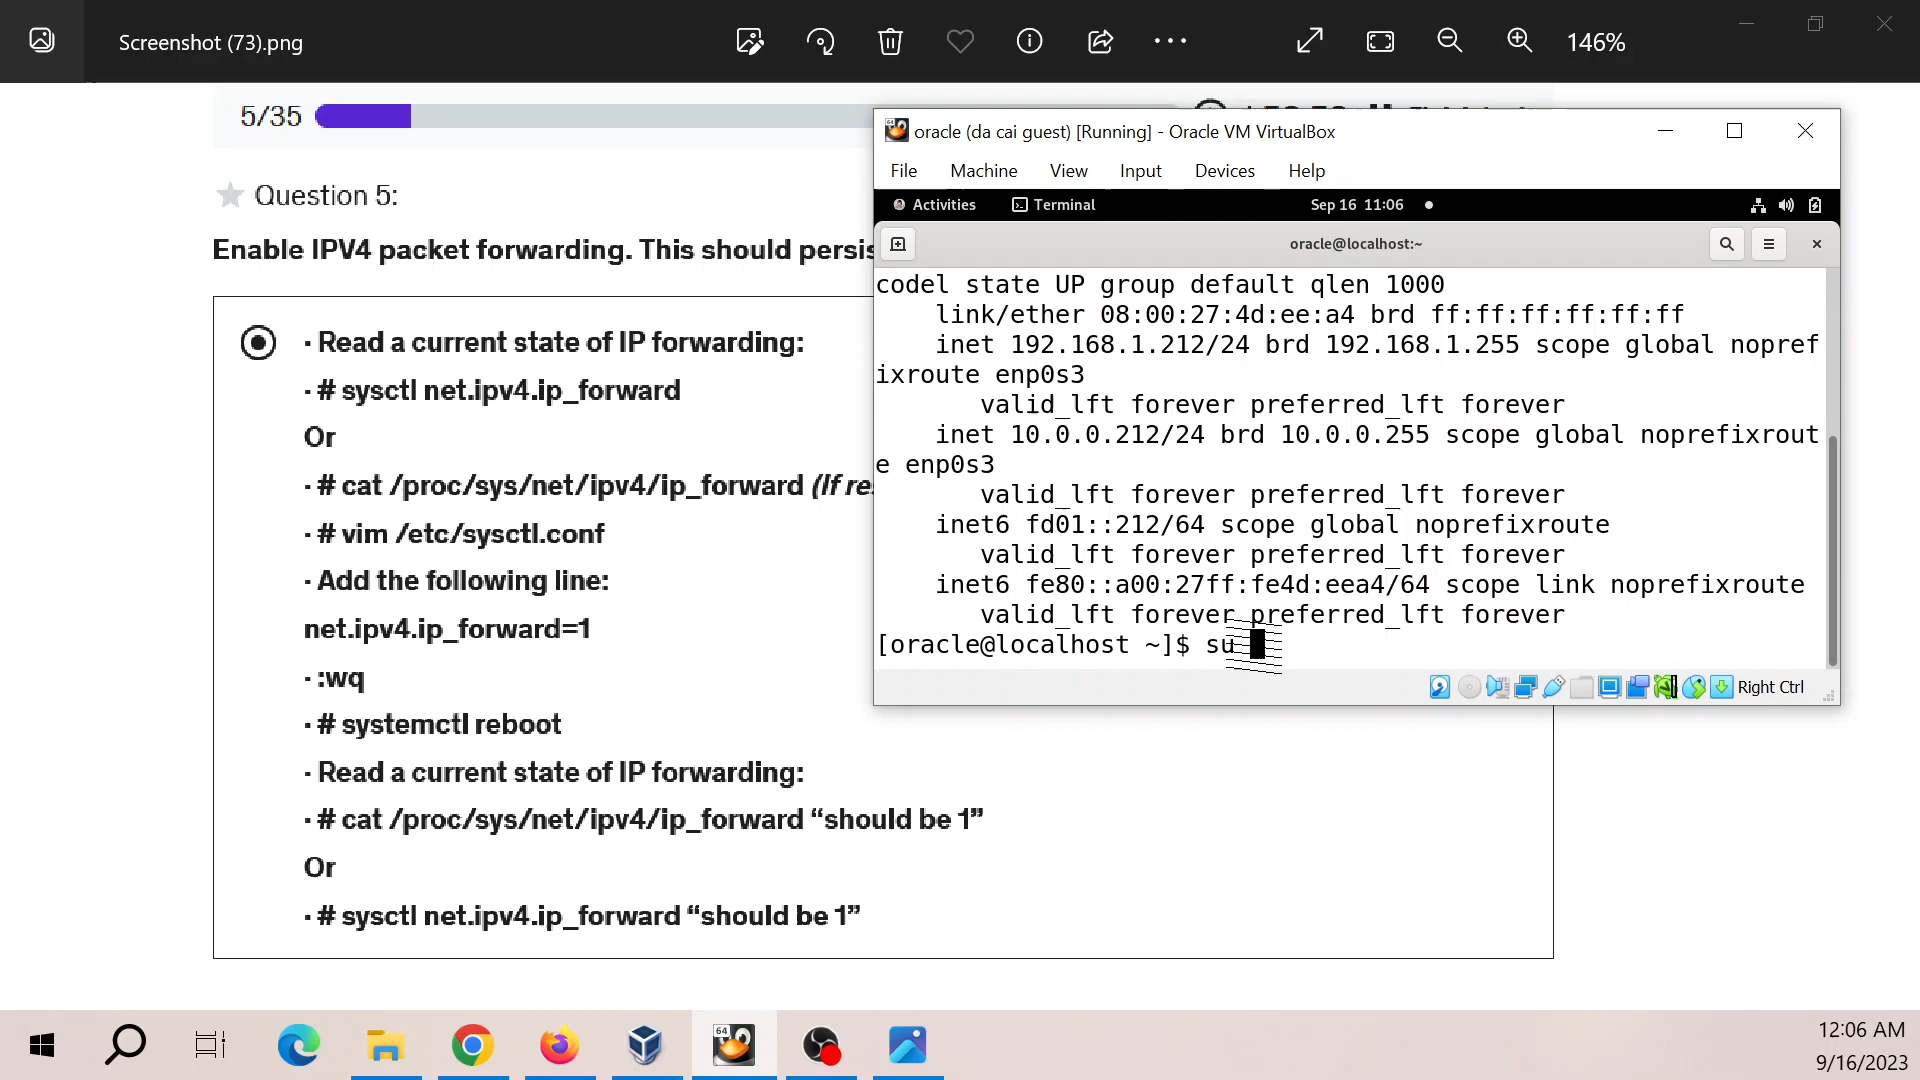 Screenshot (73).png
146%
5/35
Question 5:
Enable IPV4 packet forwarding. This should persis
- Read a current state of IP forwarding:
- # sysctl net.ipv4.ip_forward
Or
- # cat /proc/sys/net/ipv4/ip_forward (If res
- # vim /etc/sysctl.conf
- Add the following line:
net.ipv4.ip_forward=1
- :wq
- # systemctl reboot
- Read a current state of IP forwarding:
- # cat /proc/sys/net/ipv4/ip_forward “should be 1”
Or
- # sysctl net.ipv4.ip_forward “should be 1”
oracle (da cai guest) [Running] - Oracle VM VirtualBox
File Machine View Input Devices Help
Activities Terminal Sep 16 11:06
oracle@localhost:~
codel state UP group default qlen 1000
link/ether 08:00:27:4d:ee:a4 brd ff:ff:ff:ff:ff:ff
inet 192.168.1.212/24 brd 192.168.1.255 scope global nopref
ixroute enp0s3
valid_lft forever preferred_lft forever
inet 10.0.0.212/24 brd 10.0.0.255 scope global noprefixrout
e enp0s3
valid_lft forever preferred_lft forever
inet6 fd01::212/64 scope global noprefixroute
valid_lft forever preferred_lft forever
inet6 fe80::a00:27ff:fe4d:eea4/64 scope link noprefixroute
valid_lft forever preferred_lft forever
[oracle@localhost ~]$ su
Right Ctrl
64
12:06 AM
9/16/2023